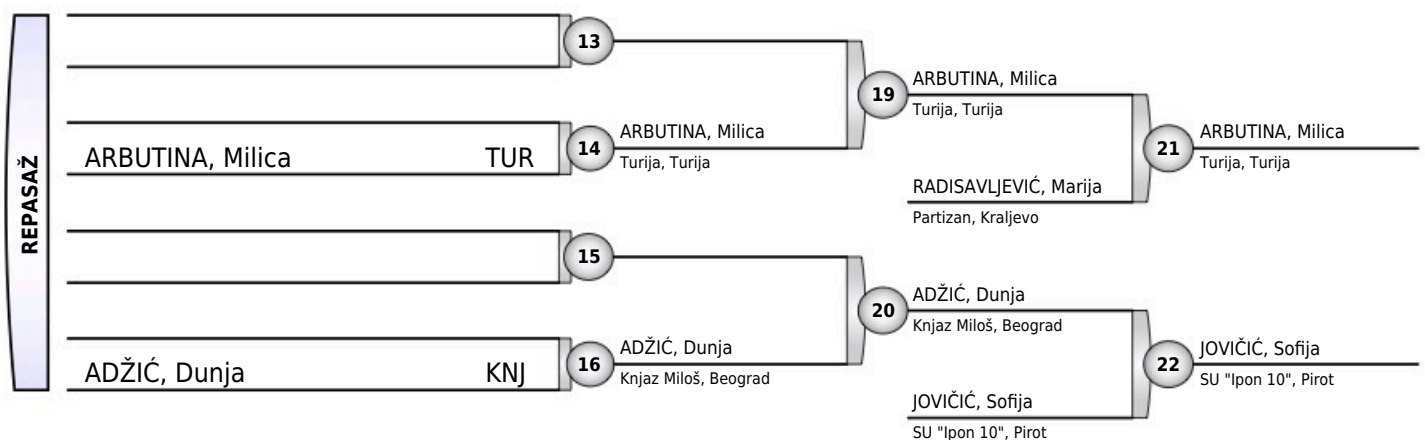 REPASAŽ
13
ARBUTINA, Milica TUR
14
ARBUTINA, Milica
Turija, Turija
15
ADŽIĆ, Dunja KNJ
16
ADŽIĆ, Dunja
Knjaz Miloš, Beograd
19
ARBUTINA, Milica
Turija, Turija
RADISAVLJEVIĆ, Marija
Partizan, Kraljevo
20
ADŽIĆ, Dunja
Knjaz Miloš, Beograd
JOVIČIĆ, Sofija
SU "Ipon 10", Pirot
21
ARBUTINA, Milica
Turija, Turija
22
JOVIČIĆ, Sofija
SU "Ipon 10", Pirot